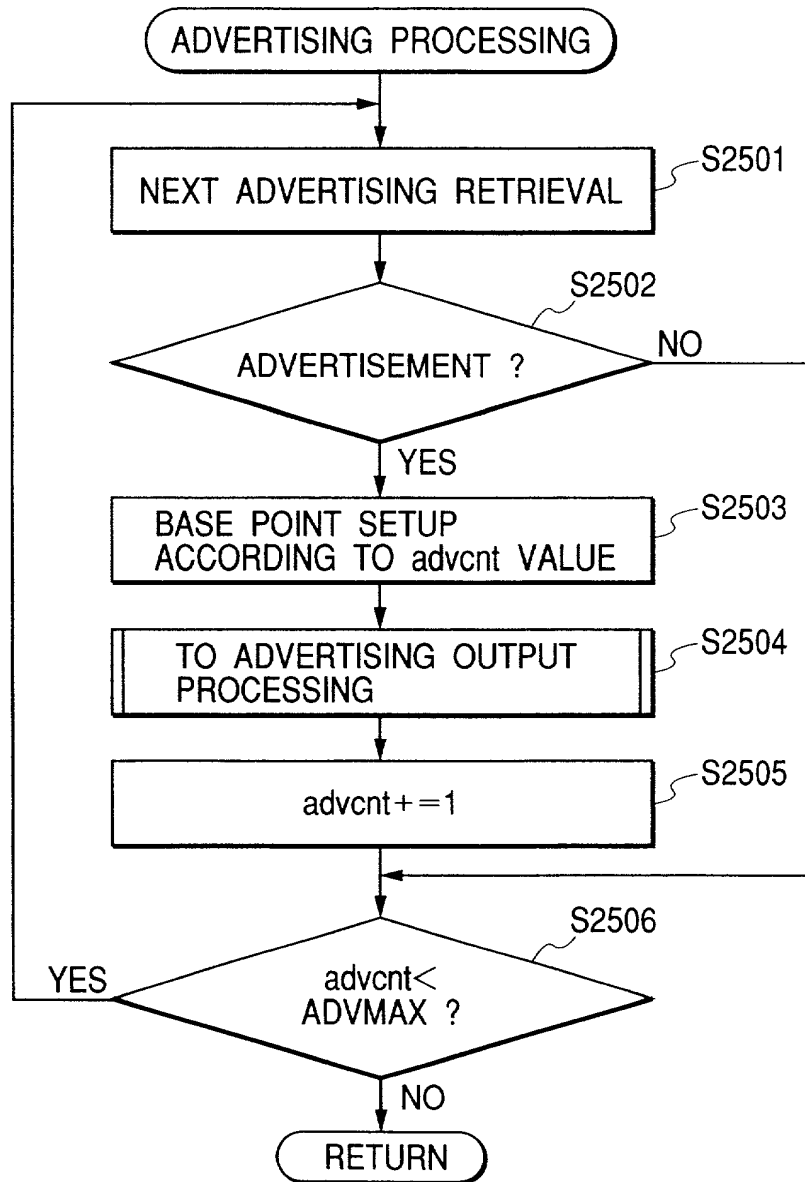 ADVERTISING PROCESSING
NEXT ADVERTISING RETRIEVAL
S2501
S2502
ADVERTISEMENT ?
NO
YES
BASE POINT SETUP
ACCORDING TO advcnt VALUE
S2503
TO ADVERTISING OUTPUT
PROCESSING
S2504
advcnt+=1
S2505
S2506
YES
advcnt<
ADVMAX ?
NO
RETURN